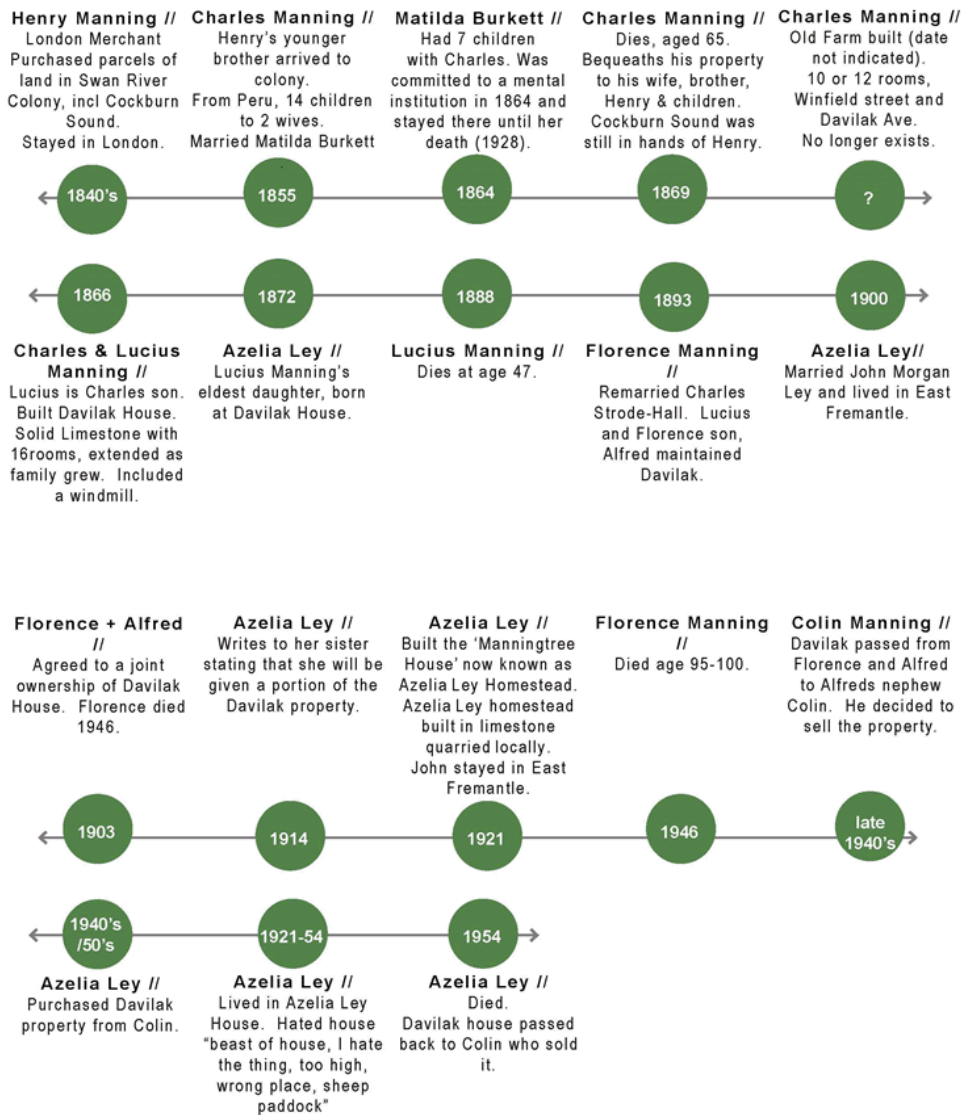 Henry Manning //
London Merchant
Purchased parcels of
land in Swan River
Colony, incl Cockburn
Sound.
Stayed in London.
1840's
Charles Manning //
Henry's younger
brother arrived to
colony.
From Peru, 14 children
to 2 wives.
Married Matilda Burkett
1855
Matilda Burkett //
Had 7 children
with Charles. Was
committed to a mental
institution in 1864 and
stayed there until her
death (1928).
1864
Charles Manning //
Dies, aged 65.
Bequeaths his property
to his wife, brother,
Henry & children.
Cockburn Sound was
still in hands of Henry.
1869
Charles Manning //
Old Farm built (date
not indicated).
10 or 12 rooms,
Winfield street and
Davilak Ave.
No longer exists.
?
1866
Charles & Lucius
Manning //
Lucius is Charles son.
Built Davilak House.
Solid Limestone with
16rooms, extended as
family grew. Included
a windmill.
1872
Azelia Ley //
Lucius Manning's
eldest daughter, born
at Davilak House.
1888
Lucius Manning //
Dies at age 47.
1893
Florence Manning
//
Remarried Charles
Strode-Hall. Lucius
and Florence son,
Alfred maintained
Davilak.
1900
Azelia Ley//
Married John Morgan
Ley and lived in East
Fremantle.
Florence + Alfred
//
Agreed to a joint
ownership of Davilak
House. Florence died
1946.
1903
Azelia Ley //
Writes to her sister
stating that she will be
given a portion of the
Davilak property.
1914
Azelia Ley //
Built the 'Manningtree
House' now known as
Azelia Ley Homestead.
Azelia Ley homestead
built in limestone
quarried locally.
John stayed in East
Fremantle.
1921
Florence Manning
//
Died age 95-100.
1946
Colin Manning //
Davilak passed from
Florence and Alfred
to Alfreds nephew
Colin. He decided to
sell the property.
late
1940's
1940's
/50's
Azelia Ley //
Purchased Davilak
property from Colin.
1921-54
Azelia Ley //
Lived in Azelia Ley
House. Hated house
"beast of house, I hate
the thing, too high,
wrong place, sheep
paddock"
1954
Azelia Ley //
Died.
Davilak house passed
back to Colin who sold
it.